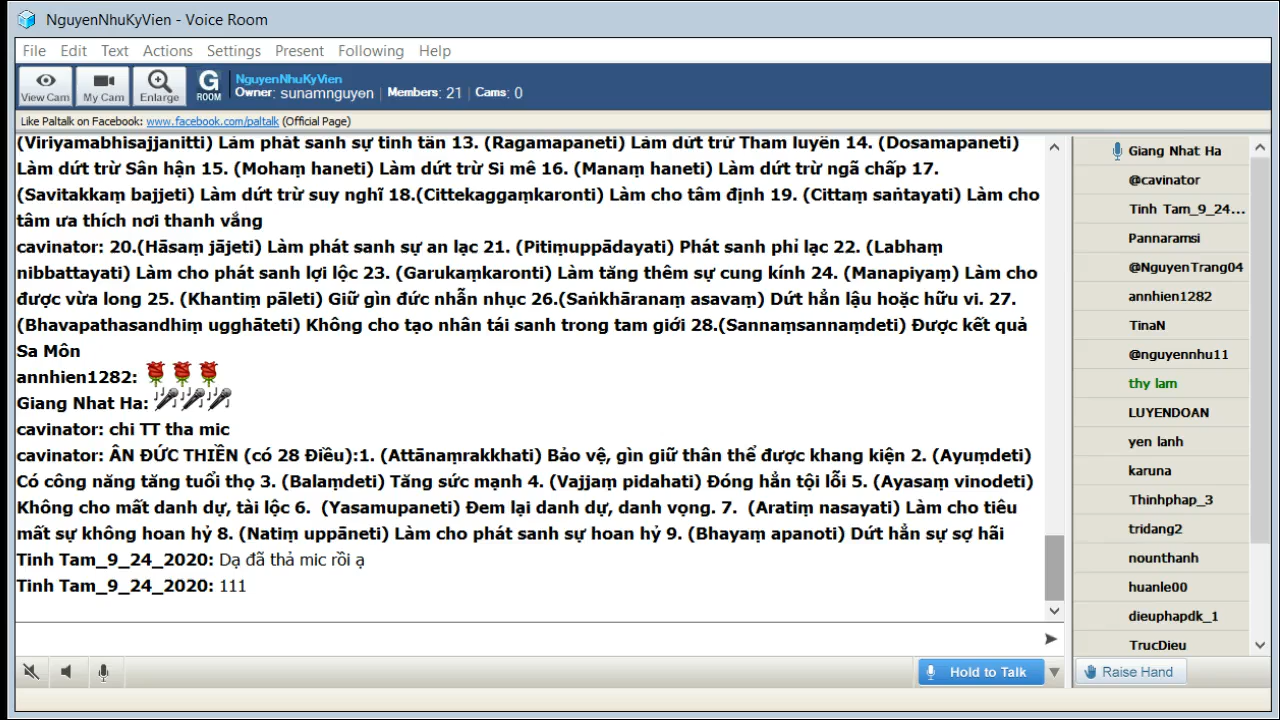 NguyenNhuKyVien - Voice Room
File Edit Text Actions Settings Present Following Help
View Cam My Cam Enlarge G ROOM NguyenNhuKyVien
Owner: sunamnguyen Members: 21 Cams: 0
Like Paltalk on Facebook: www.facebook.com/paltalk (Official Page)
(Viriyamabhisajjanitti) Làm phát sanh sự tinh tấn 13. (Ragamapaneti) Làm dứt trừ Tham luyến 14. (Dosamapaneti)
Làm dứt trừ Sân hận 15. (Mohaṃ haneti) Làm dứt trừ Si mê 16. (Manaṃ haneti) Làm dứt trừ ngã chấp 17.
(Savitakkaṃ bajjeti) Làm dứt trừ suy nghĩ 18.(Cittekaggaṃkaronti) Làm cho tâm định 19. (Cittaṃ saṅtayati) Làm cho
tâm ưa thích nơi thanh vắng
cavinator: 20.(Hāsaṃ jājeti) Làm phát sanh sự an lạc 21. (Pitiṃuppādayati) Phát sanh phỉ lạc 22. (Labhaṃ
nibbattayati) Làm cho phát sanh lợi lộc 23. (Garukaṃkaronti) Làm tăng thêm sự cung kính 24. (Manapiyaṃ) Làm cho
được vừa long 25. (Khantiṃ pāleti) Giữ gìn đức nhẫn nhục 26.(Saṅkhāranaṃ asavaṃ) Dứt hẳn lậu hoặc hữu vi. 27.
(Bhavapathasandhiṃ ugghāteti) Không cho tạo nhân tái sanh trong tam giới 28.(Sannaṃsannaṃdeti) Được kết quả
Sa Môn
annhien1282:
Giang Nhat Ha:
cavinator: chi TT tha mic
cavinator: ÂN ĐỨC THIỀN (có 28 Điều):1. (Attānaṃrakkhati) Bảo vệ, gìn giữ thân thể được khang kiện 2. (Ayuṃdeti)
Có công năng tăng tuổi thọ 3. (Balaṃdeti) Tăng sức mạnh 4. (Vajjaṃ pidahati) Đóng hẳn tội lỗi 5. (Ayasaṃ vinodeti)
Không cho mất danh dự, tài lộc 6. (Yasamupaneti) Đem lại danh dự, danh vọng. 7. (Aratiṃ nasayati) Làm cho tiêu
mất sự không hoan hỷ 8. (Natiṃ uppāneti) Làm cho phát sanh sự hoan hỷ 9. (Bhayaṃ apanoti) Dứt hẳn sự sợ hãi
Tinh Tam_9_24_2020: Dạ đã thả mic rồi ạ
Tinh Tam_9_24_2020: 111
Hold to Talk
Giang Nhat Ha
@cavinator
Tinh Tam_9_24...
Pannaramsi
@NguyenTrang04
annhien1282
TinaN
@nguyennhu11
thy lam
LUYENDOAN
yen lanh
karuna
Thinhphap_3
tridang2
nounthanh
huanle00
dieuphapdk_1
TrucDieu
Raise Hand